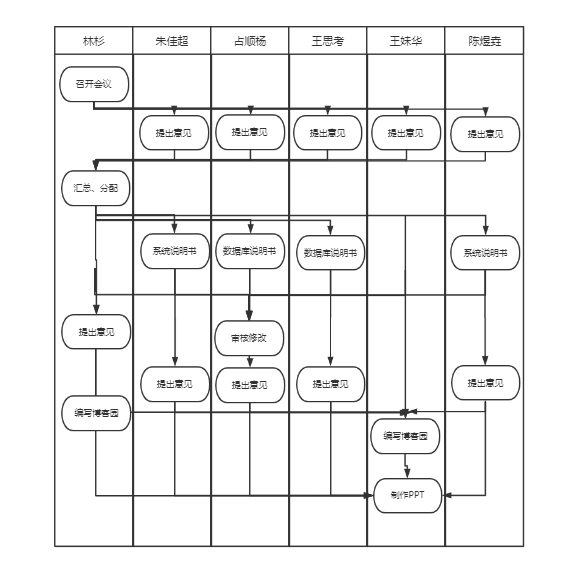 林杉
朱佳超
占顺杨
王思考
王妹华
陈煜垚
召开会议
提出意见
提出意见
提出意见
提出意见
提出意见
汇总、分配
系统说明书
数据库说明书
数据库说明书
系统说明书
提出意见
审核修改
提出意见
提出意见
提出意见
提出意见
编写博客园
编写博客园
制作PPT